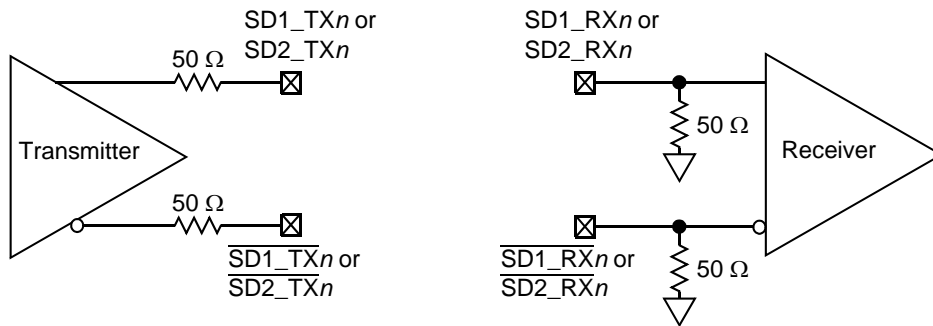 SD1_TXn or
SD2_TXn
50 Ω
Transmitter
50 Ω
SD1_TXn or
SD2_TXn
SD1_RXn or
SD2_RXn
50 Ω
Receiver
SD1_RXn or
SD2_RXn
50 Ω